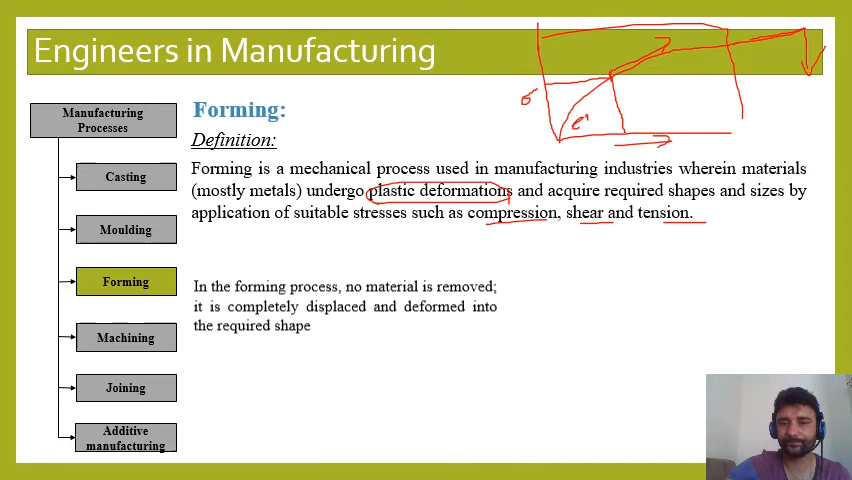 Engineers in Manufacturing
Manufacturing
Processes
Casting
Moulding
Forming
Machining
Joining
Additive
manufacturing
Forming:
Definition:
Forming is a mechanical process used in manufacturing industries wherein materials
(mostly metals) undergo plastic deformations and acquire required shapes and sizes by
application of suitable stresses such as compression, shear and tension.
In the forming process, no material is removed;
it is completely displaced and deformed into
the required shape
σ